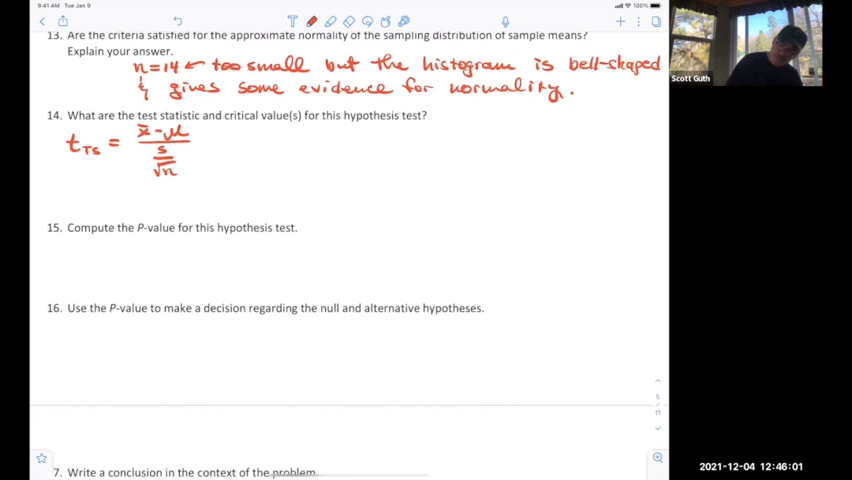 9:41 AM Tue Jan 9
100%
13. Are the criteria satisfied for the approximate normality of the sampling distribution of sample means?
Explain your answer.
n = 14 ← too small but the histogram is bell-shaped
& gives some evidence for normality.
Scott Guth
14. What are the test statistic and critical value(s) for this hypothesis test?
t_TS = (x̄ - μ) / (s / √n)
15. Compute the P-value for this hypothesis test.
16. Use the P-value to make a decision regarding the null and alternative hypotheses.
5
/
11
7. Write a conclusion in the context of the problem.
2021-12-04 12:46:01